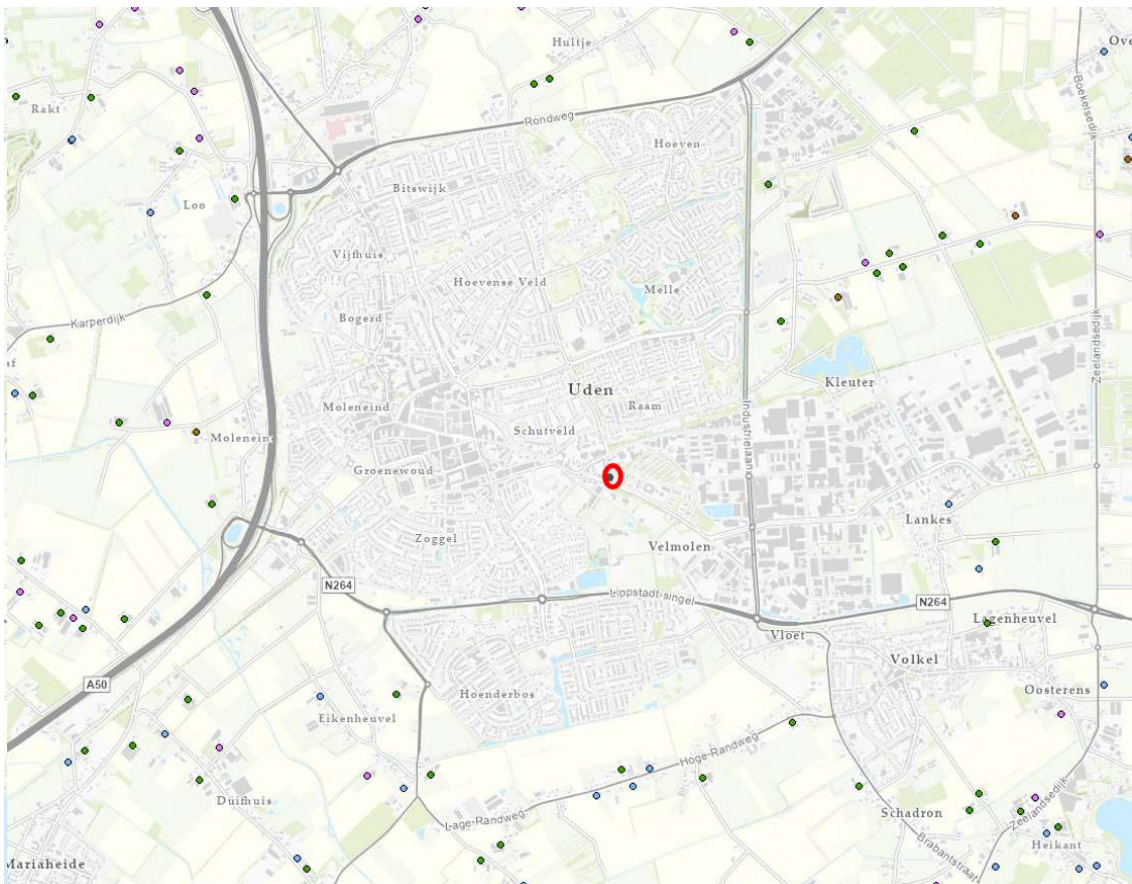 Hultje
Ove
Rakt
Boekelsedijk
Rondweg
Hoeven
Bitswijk
Loo
Vijfhuis
Hoevense Veld
Melle
Bogerd
Karperdijk
Zeelandsedijk
af
Kleuter
Uden
Raam
Moleneind
Industrielaan
Schutveld
Molenein
Groenewoud
Lankes
Zoggel
Velmolen
N264
Lippstadt-singel
N264
Lagenheuvel
Vloet
Volkel
A50
Oosterens
Hoenderbos
Eikenheuvel
Hoge-Randweg
Duifhuis
Schadron
Zeelandsedijk
Lage-Randweg
Brabantstraat
Heikant
Mariaheide